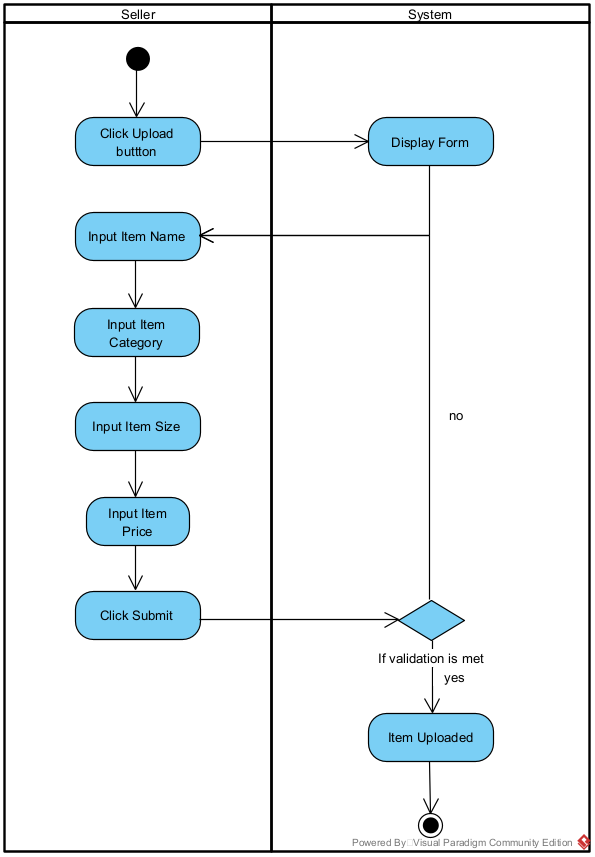 Seller
System
Click Upload
buttton
Display Form
Input Item Name
Input Item
Category
no
Input Item Size
Input Item
Price
Click Submit
If validation is met
yes
Item Uploaded
Powered By Visual Paradigm Community Edition